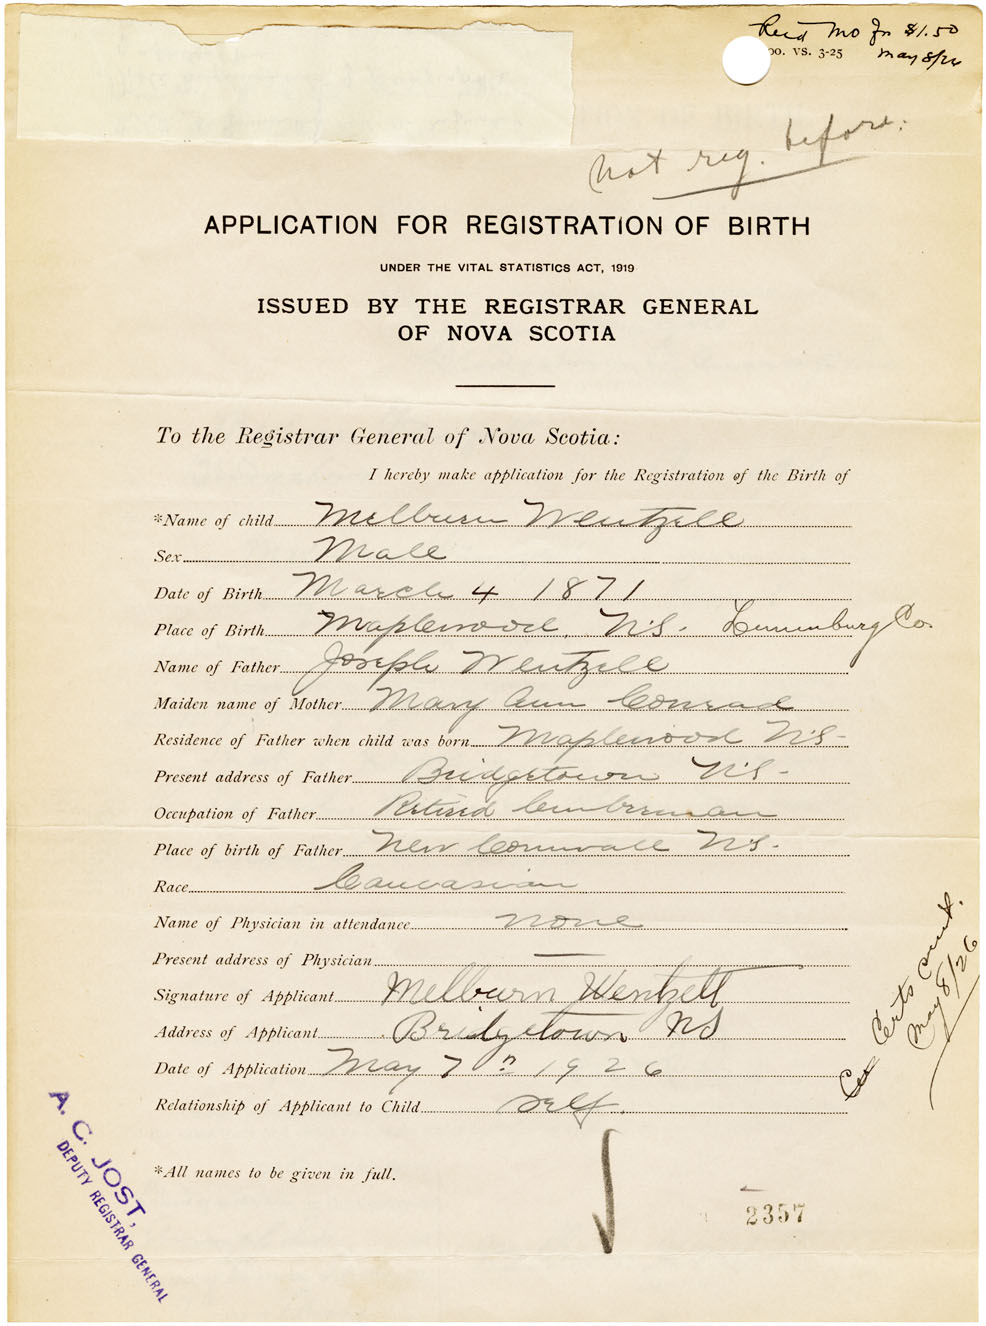 Recd Mo Jn $1.50
00. VS. 3-25 May 8/26
not reg. before.
APPLICATION FOR REGISTRATION OF BIRTH
UNDER THE VITAL STATISTICS ACT, 1919
ISSUED BY THE REGISTRAR GENERAL
OF NOVA SCOTIA
To the Registrar General of Nova Scotia:
I hereby make application for the Registration of the Birth of
*Name of child Melburn Wentzell
Sex Male
Date of Birth March 4 1871
Place of Birth Maplewood, N.S. Lunenburg Co.
Name of Father Joseph Wentzell
Maiden name of Mother Mary Ann Conrad
Residence of Father when child was born Maplewood N.S-
Present address of Father Bridgetown N.S-
Occupation of Father Retired Lumberman
Place of birth of Father New Cornwall N.S-
Race Caucasian
Name of Physician in attendance none
Present address of Physician —
Signature of Applicant Melburn Wentzell
Address of Applicant Bridgetown NS
Date of Application May 7th 1926
Relationship of Applicant to Child self.
*All names to be given in full.
2357
A. C. JOST,
DEPUTY REGISTRAR GENERAL
Certs
May 8/26